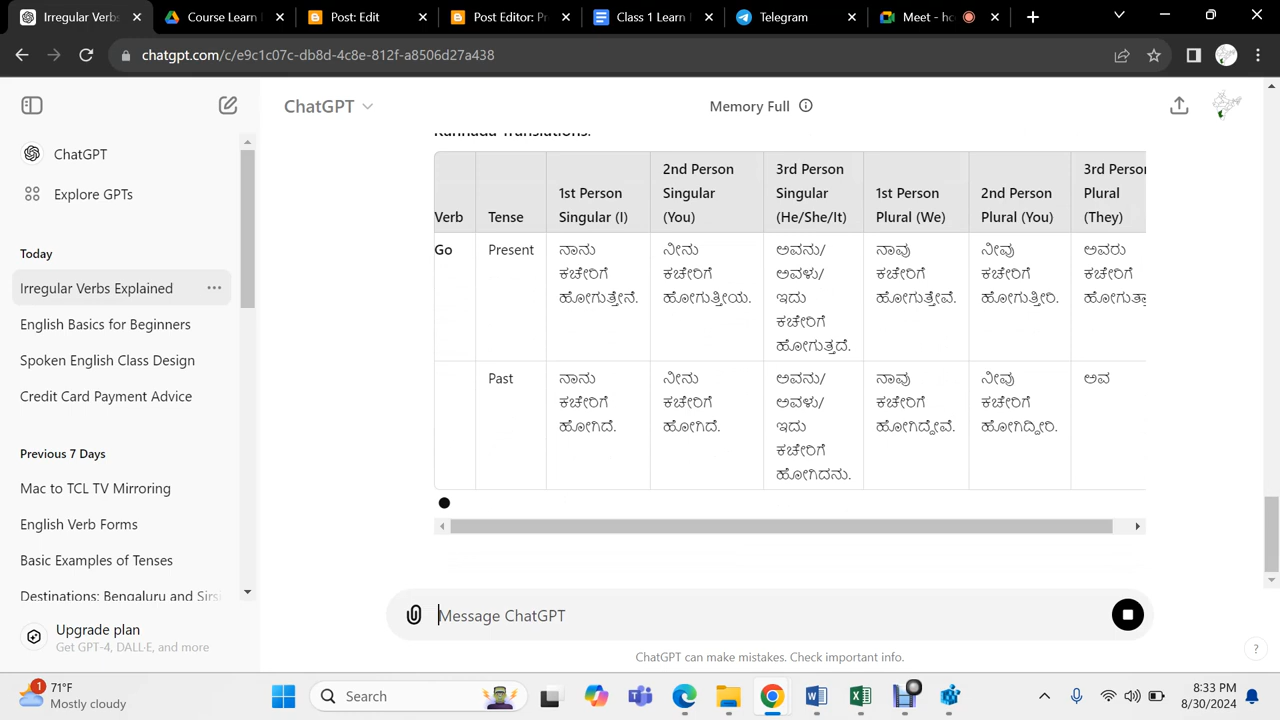 Irregular Verbs
Course Learn
Post: Edit
Post Editor: P
Class 1 Learn
Telegram
Meet - ho
chatgpt.com/c/e9c1c07c-db8d-4c8e-812f-a8506d27a438
ChatGPT
Memory Full
ChatGPT
Explore GPTs
Today
Irregular Verbs Explained
English Basics for Beginners
Spoken English Class Design
Credit Card Payment Advice
Previous 7 Days
Mac to TCL TV Mirroring
English Verb Forms
Basic Examples of Tenses
Destinations: Bengaluru and Sirsi
Upgrade plan
Get GPT-4, DALL·E, and more
Kannada Translations:
Verb
Tense
1st Person
Singular (I)
2nd Person
Singular
(You)
3rd Person
Singular
(He/She/It)
1st Person
Plural (We)
2nd Person
Plural (You)
3rd Person
Plural
(They)
Go
Present
ನಾನು
ಕಚೇರಿಗೆ
ಹೋಗುತ್ತೇನೆ.
ನೀನು
ಕಚೇರಿಗೆ
ಹೋಗುತ್ತೀಯ.
ಅವನು/
ಅವಳು/
ಇದು
ಕಚೇರಿಗೆ
ಹೋಗುತ್ತದೆ.
ನಾವು
ಕಚೇರಿಗೆ
ಹೋಗುತ್ತೇವೆ.
ನೀವು
ಕಚೇರಿಗೆ
ಹೋಗುತ್ತೀರಿ.
ಅವರು
ಕಚೇರಿಗೆ
Past
ನಾನು
ಕಚೇರಿಗೆ
ಹೋಗಿದೆ.
ನೀನು
ಕಚೇರಿಗೆ
ಹೋಗಿದೆ.
ಅವನು/
ಅವಳು/
ಇದು
ಕಚೇರಿಗೆ
ಹೋಗಿದನು.
ನಾವು
ಕಚೇರಿಗೆ
ಹೋಗಿದ್ದೇವೆ.
ನೀವು
ಕಚೇರಿಗೆ
ಹೋಗಿದ್ದೀರಿ.
ಅವ
Message ChatGPT
ChatGPT can make mistakes. Check important info.
?
1
71°F
Mostly cloudy
Search
8:33 PM
8/30/2024